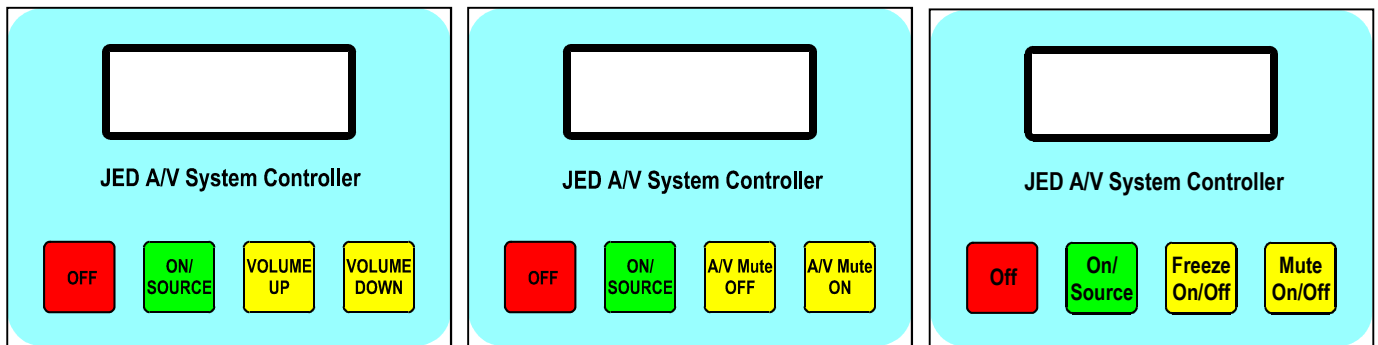 JED A/V System Controller
OFF
ON/
SOURCE
VOLUME
UP
VOLUME
DOWN
JED A/V System Controller
OFF
ON/
SOURCE
A/V Mute
OFF
A/V Mute
ON
JED A/V System Controller
Off
On/
Source
Freeze
On/Off
Mute
On/Off